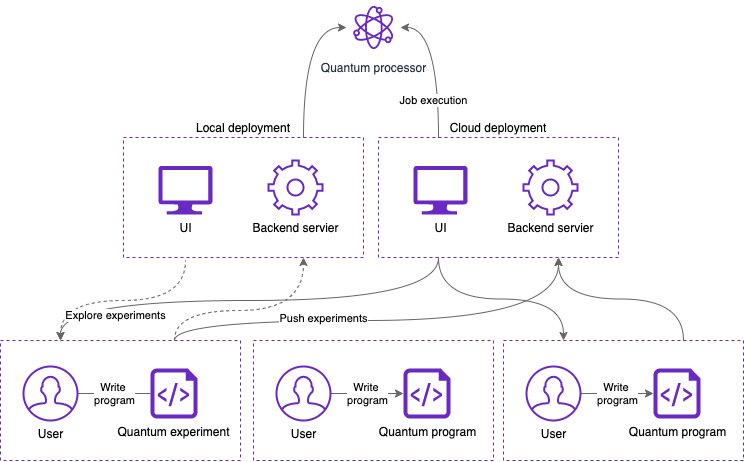 Quantum processor
Job execution
Local deployment
Cloud deployment
UI
Backend servier
UI
Backend servier
Explore experiments
Push experiments
Write
program
Write
program
Write
program
User
Quantum experiment
User
Quantum program
User
Quantum program